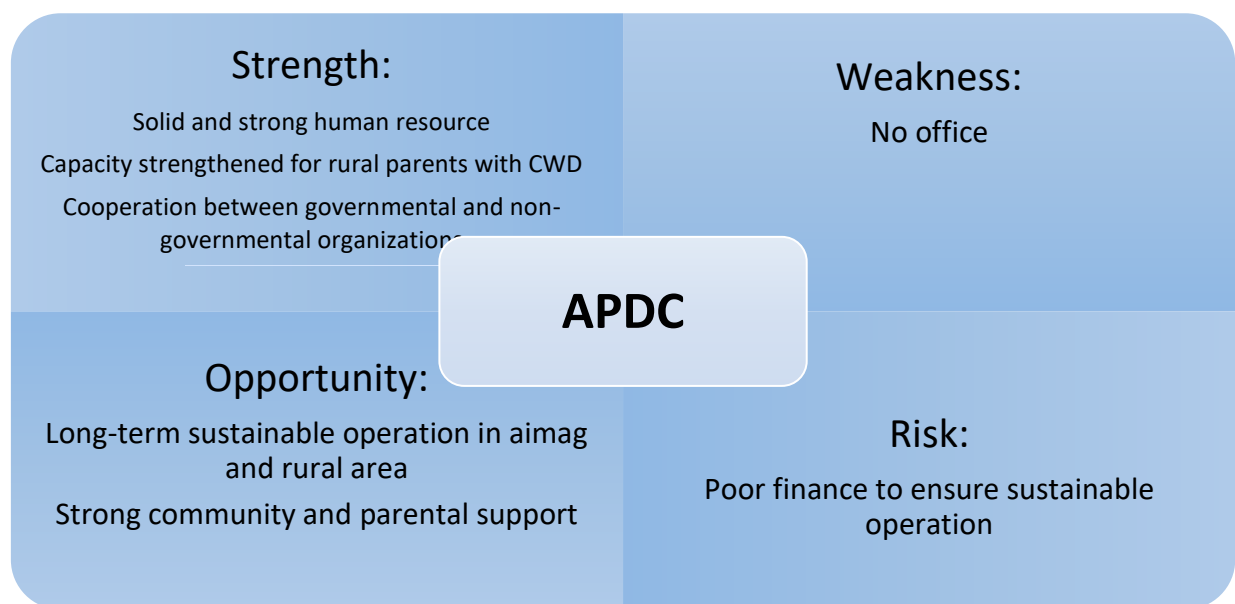 Strength:
Solid and strong human resource
Capacity strengthened for rural parents with CWD
Cooperation between governmental and non-
governmental organizations
Weakness:
No office
APDC
Opportunity:
Long-term sustainable operation in aimag
and rural area
Strong community and parental support
Risk:
Poor finance to ensure sustainable
operation